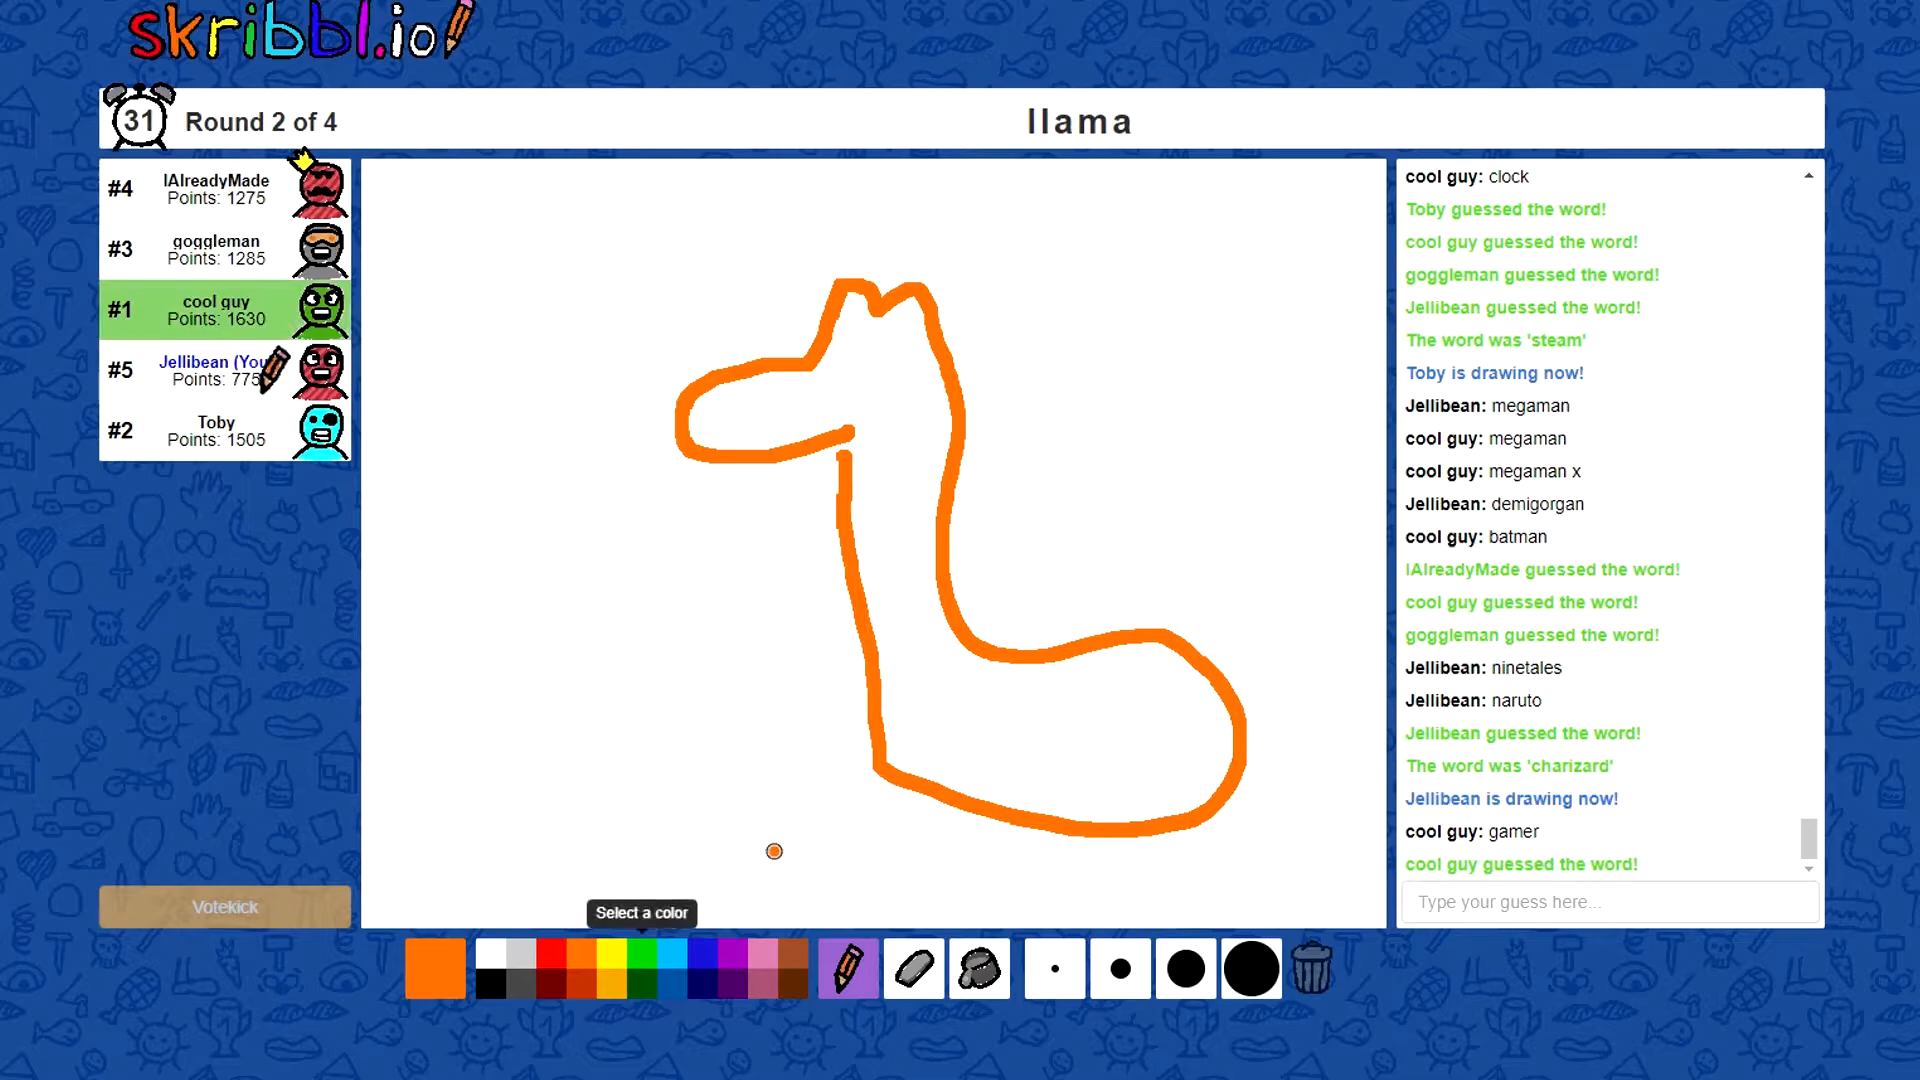 skribbl.io
31
Round 2 of 4
llama
#4
IAlreadyMade
Points: 1275
#3
goggleman
Points: 1285
#1
cool guy
Points: 1630
#5
Jellibean (You
Points: 775
#2
Toby
Points: 1505
Votekick
cool guy: clock
Toby guessed the word!
cool guy guessed the word!
goggleman guessed the word!
Jellibean guessed the word!
The word was 'steam'
Toby is drawing now!
Jellibean: megaman
cool guy: megaman
cool guy: megaman x
Jellibean: demigorgan
cool guy: batman
IAlreadyMade guessed the word!
cool guy guessed the word!
goggleman guessed the word!
Jellibean: ninetales
Jellibean: naruto
Jellibean guessed the word!
The word was 'charizard'
Jellibean is drawing now!
cool guy: gamer
cool guy guessed the word!
Type your guess here...
Select a color